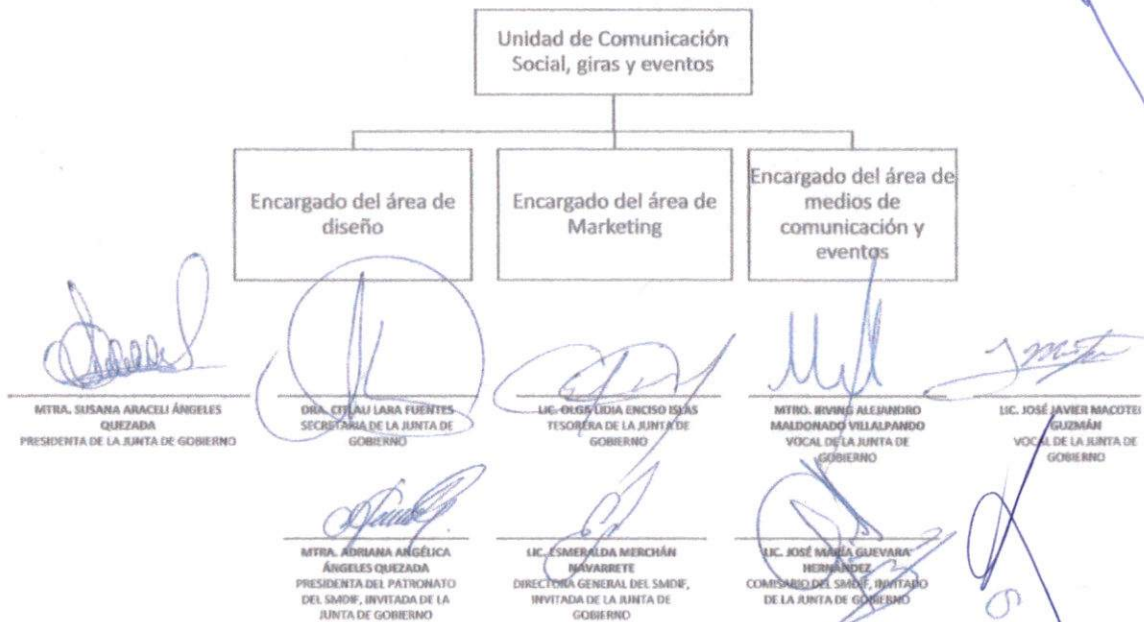 Unidad de Comunicación
Social, giras y eventos
Encargado del área de
diseño
Encargado del área de
Marketing
Encargado del área de
medios de
comunicación y
eventos
MTRA. SUSANA ARACELI ÁNGELES
QUEZADA
PRESIDENTA DE LA JUNTA DE GOBIERNO
DRA. CITLAU LARA FUENTES
SECRETARIA DE LA JUNTA DE
GOBIERNO
LIC. OLGA LIDIA ENCISO ISLAS
TESORERA DE LA JUNTA DE
GOBIERNO
MTRO. IRVING ALEJANDRO
MALDONADO VILLALPANDO
VOCAL DE LA JUNTA DE
GOBIERNO
LIC. JOSÉ JAVIER MACOTEL
GUZMÁN
VOCAL DE LA JUNTA DE
GOBIERNO
MTRA. ADRIANA ANGÉLICA
ÁNGELES QUEZADA
PRESIDENTA DEL PATRONATO
DEL SMDIF, INVITADA DE LA
JUNTA DE GOBIERNO
LIC. ESMERALDA MERCHÁN
NAVARRETE
DIRECTORA GENERAL DEL SMDIF,
INVITADA DE LA JUNTA DE
GOBIERNO
LIC. JOSÉ MARÍA GUEVARA
HERNÁNDEZ
COMISARIO DEL SMDIF, INVITADO
DE LA JUNTA DE GOBIERNO